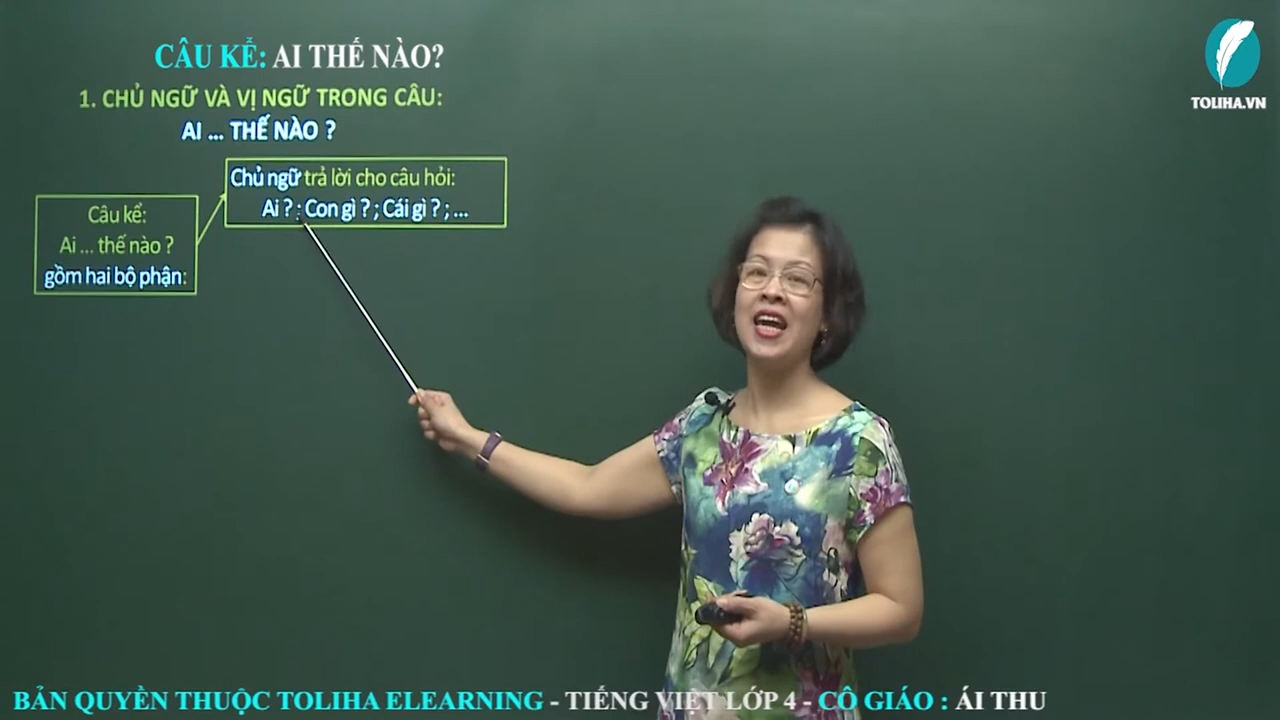 CÂU KỂ: AI THẾ NÀO?
1. CHỦ NGỮ VÀ VỊ NGỮ TRONG CÂU:
AI ... THẾ NÀO ?
Chủ ngữ trả lời cho câu hỏi:
Ai ? ; Con gì ? ; Cái gì ? ; ...
Câu kể:
Ai ... thế nào ?
gồm hai bộ phận:
TOLIHA.VN
BẢN QUYỀN THUỘC TOLIHA ELEARNING - TIẾNG VIỆT LỚP 4 - CÔ GIÁO : ÁI THU